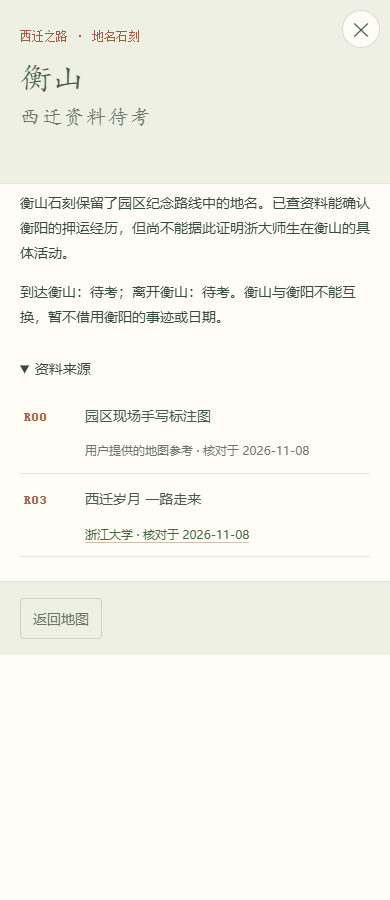 西迁之路 · 地名石刻
衡山
西迁资料待考
衡山石刻保留了园区纪念路线中的地名。已查资料能确认
衡阳的押运经历，但尚不能据此证明浙大师生在衡山的具
体活动。
到达衡山：待考；离开衡山：待考。衡山与衡阳不能互
换，暂不借用衡阳的事迹或日期。
▼ 资料来源
R00 园区现场手写标注图
用户提供的地图参考 · 核对于 2026-11-08
R03 西迁岁月 一路走来
浙江大学 · 核对于 2026-11-08
返回地图